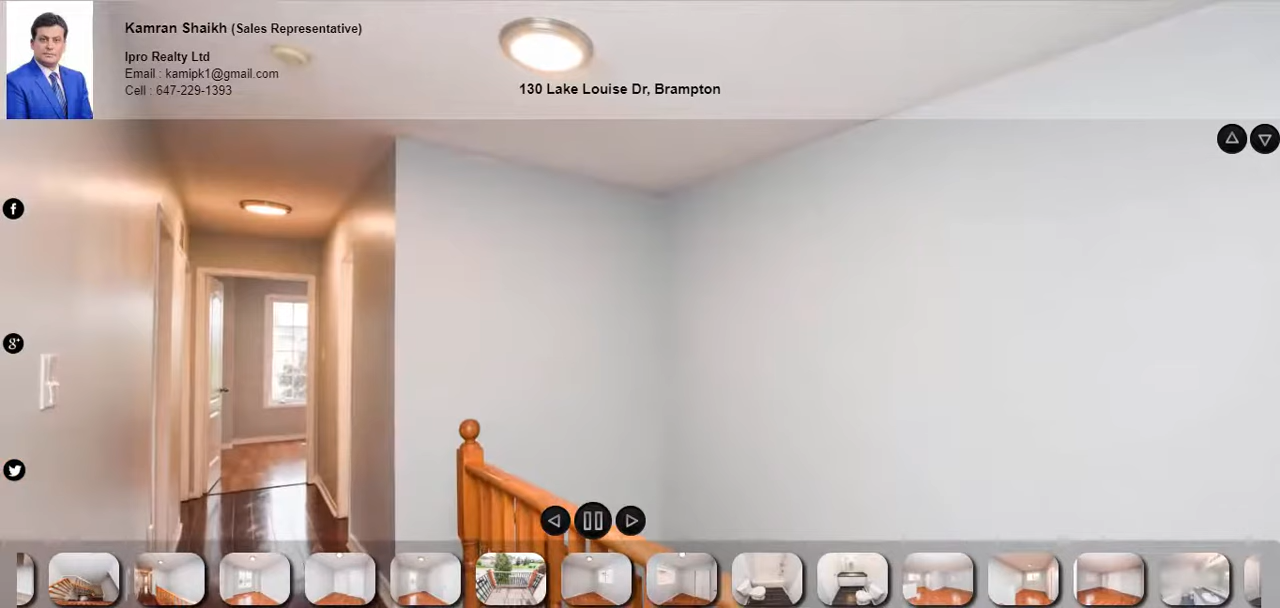 Kamran Shaikh (Sales Representative)
Ipro Realty Ltd
Email : kamipk1@gmail.com
Cell : 647-229-1393
130 Lake Louise Dr, Brampton